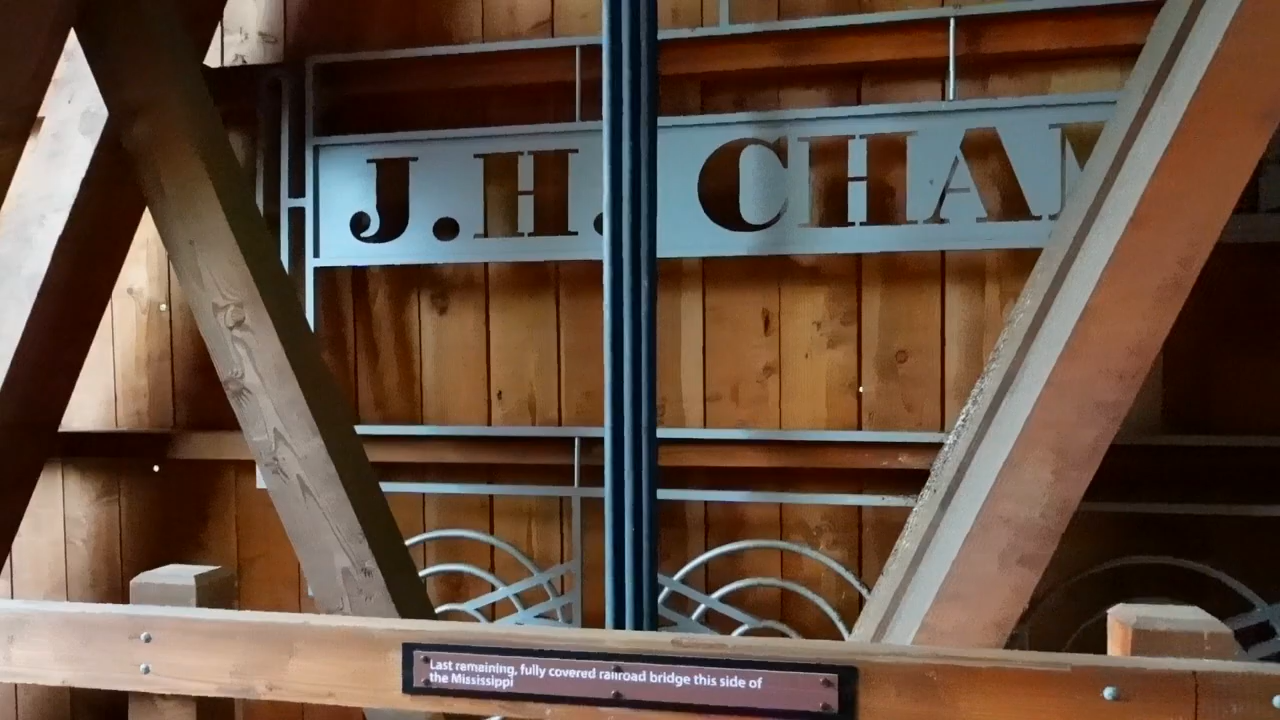 J. H. CHA
Last remaining, fully covered railroad bridge this side of
the Mississippi